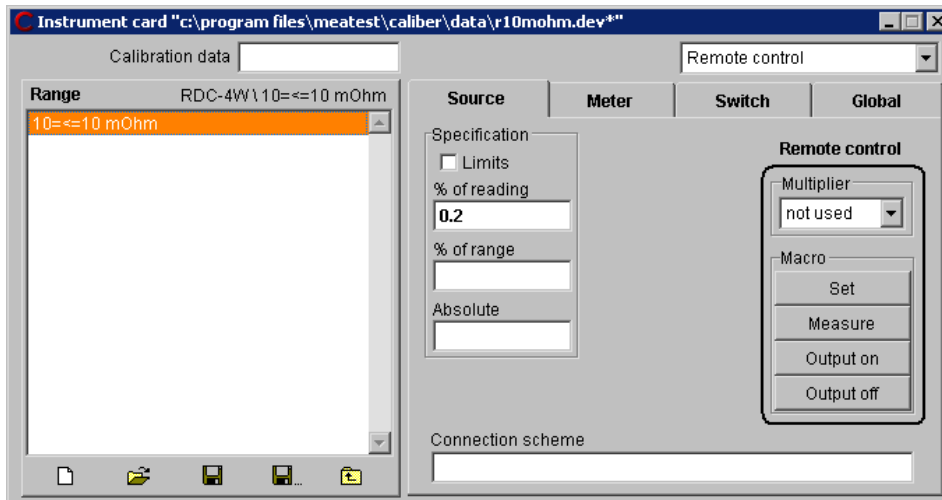 Instrument card "c:\program files\meatest\caliber\data\r10mohm.dev*"
Calibration data
Remote control
Range RDC-4W\10=<=10 mOhm
10=<=10 mOhm
Source Meter Switch Global
Specification
Limits
% of reading
0.2
% of range
Absolute
Remote control
Multiplier
not used
Macro
Set
Measure
Output on
Output off
Connection scheme